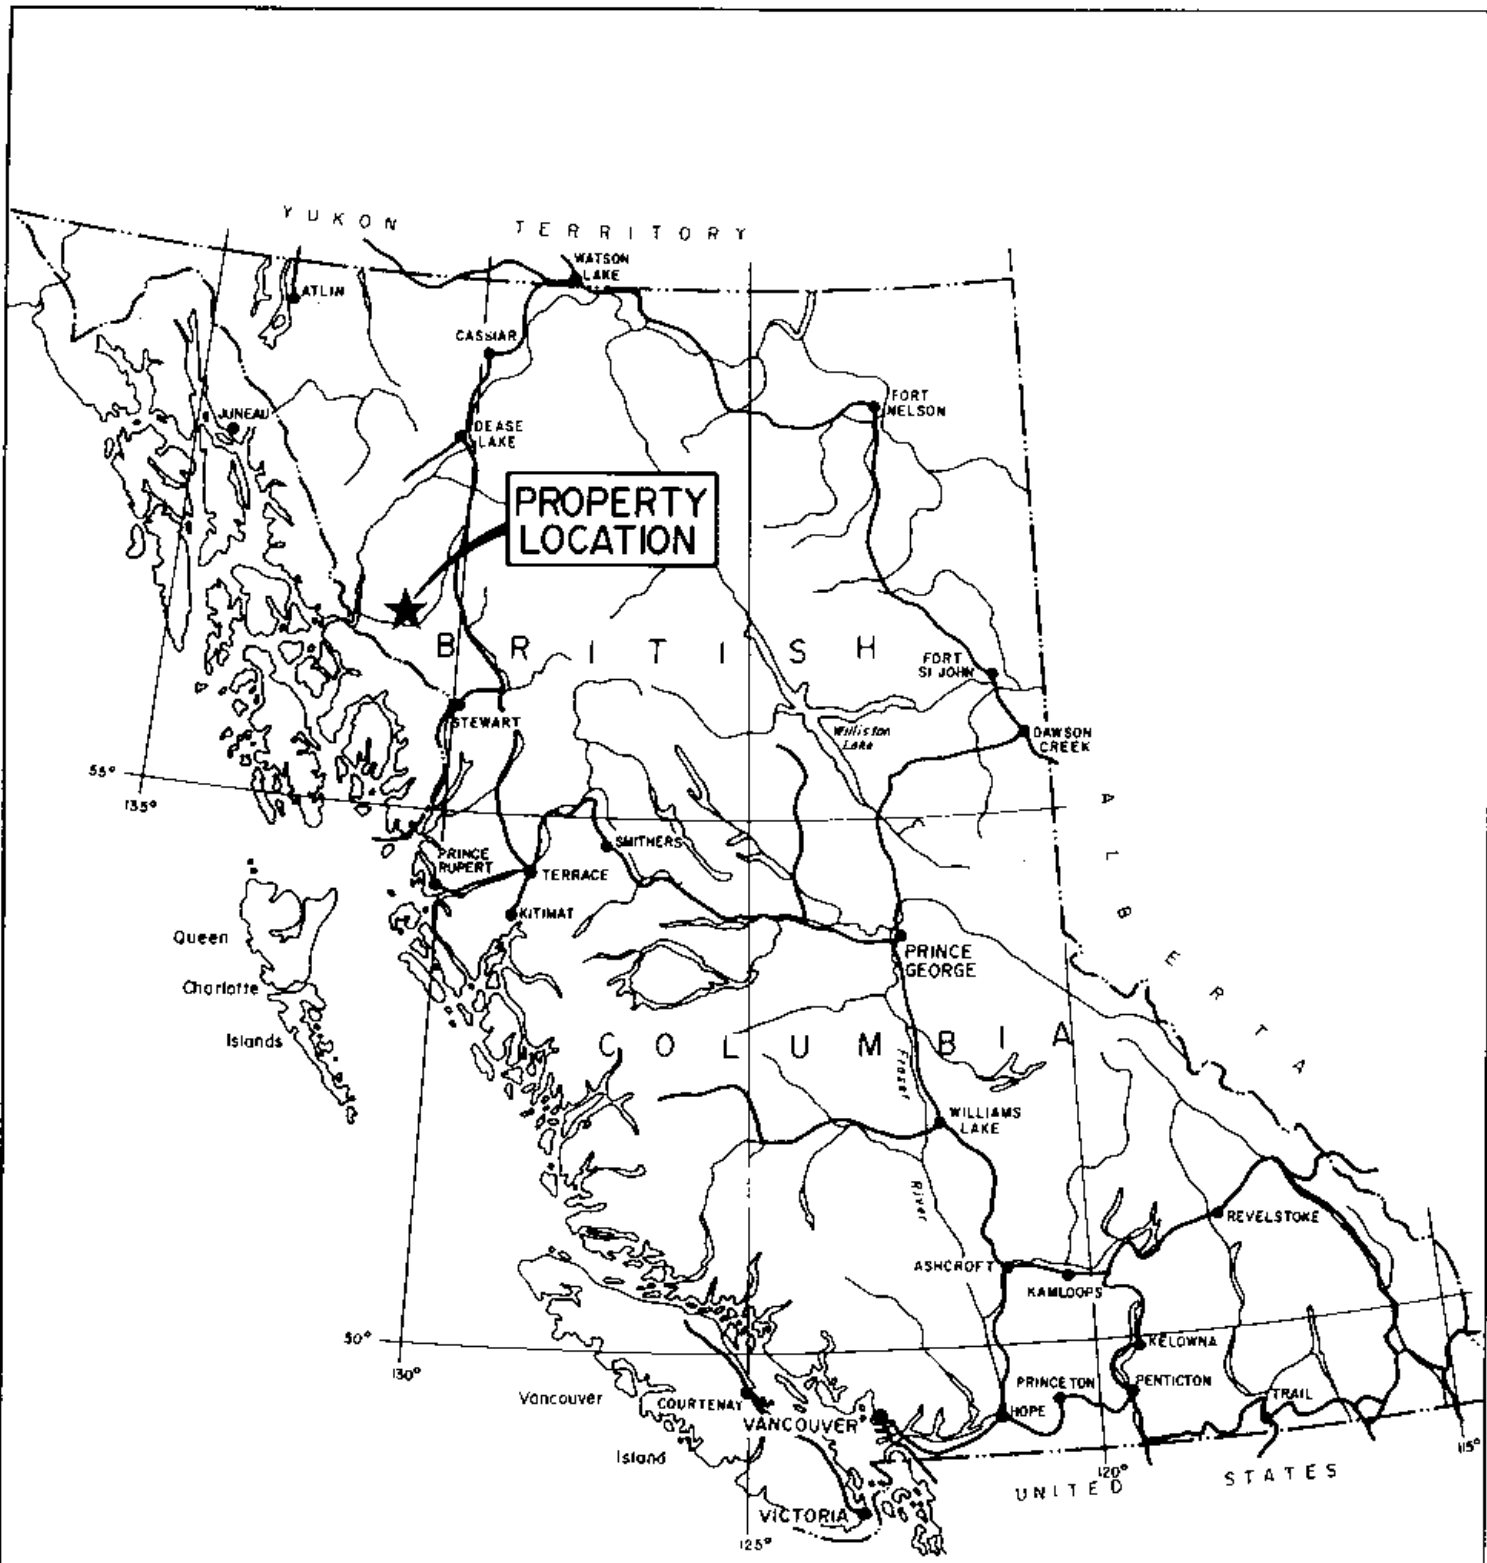 YUKON TERRITORY
WATSON
LAKE
ATLIN
CASSIAR
JUNEAU
FORT
NELSON
DEASE
LAKE
PROPERTY
LOCATION
BRITISH
FORT
ST JOHN
STEWART
Williston
Lake
DAWSON
CREEK
55°
135°
ALBERTA
PRINCE
RUPERT
SMITHERS
TERRACE
KITIMAT
Queen
Charlotte
Islands
PRINCE
GEORGE
COLUMBIA
Fraser
River
WILLIAMS
LAKE
REVELSTOKE
ASHCROFT
KAMLOOPS
50°
130°
KELOWNA
Vancouver
Island
COURTENAY
VANCOUVER
PRINCETON
PENTICTON
HOPE
TRAIL
115°
120°
UNITED STATES
VICTORIA
125°